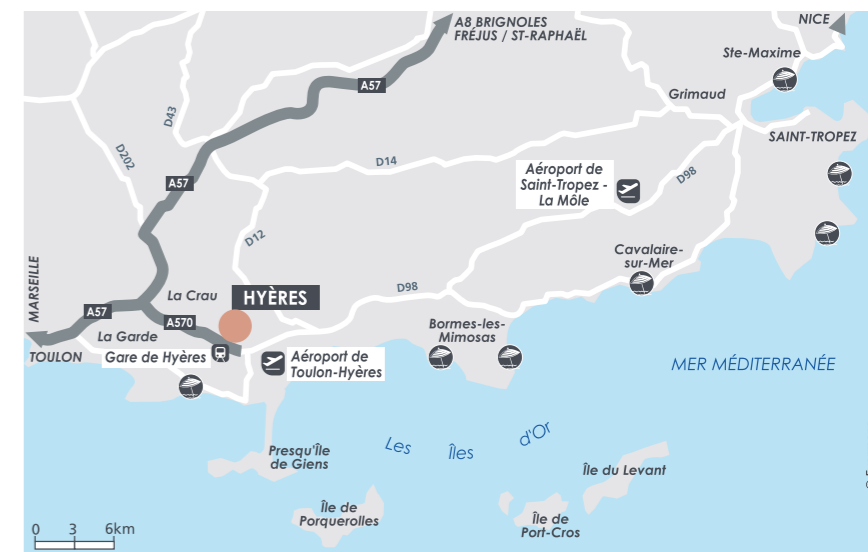 A8 BRIGNOLES
FRÉJUS / ST-RAPHAËL
NICE
Ste-Maxime
A57
Grimaud
D43
SAINT-TROPEZ
D202
D14
A57
Aéroport de
Saint-Tropez -
La Môle
D98
D12
Cavalaire-
sur-Mer
MARSEILLE
La Crau
HYÈRES
D98
A57
A570
La Garde
Bormes-les-
Mimosas
TOULON
Gare de Hyères
Aéroport de
Toulon-Hyères
MER MÉDITERRANÉE
Les Îles d'Or
Presqu'Île
de Giens
Île du Levant
Île de
Porquerolles
Île de
Port-Cros
0 3 6km